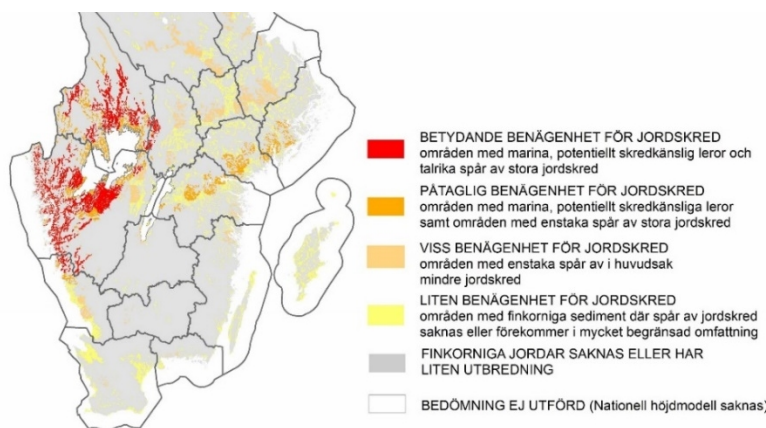 BETYDANDE BENÄGENHET FÖR JORDSKRED
områden med marina, potentiellt skredkänslig leror och
talrika spår av stora jordskred
PÅTAGLIG BENÄGENHET FÖR JORDSKRED
områden med marina, potentiellt skredkänsliga leror
samt områden med enstaka spår av stora jordskred
VISS BENÄGENHET FÖR JORDSKRED
områden med enstaka spår av i huvudsak
mindre jordskred
LITEN BENÄGENHET FÖR JORDSKRED
områden med finkorniga sediment där spår av jordskred
saknas eller förekommer i mycket begränsad omfattning
FINKORNIGA JORDAR SAKNAS ELLER HAR
LITEN UTBREDNING
BEDÖMNING EJ UTFÖRD (Nationell höjdmodell saknas)